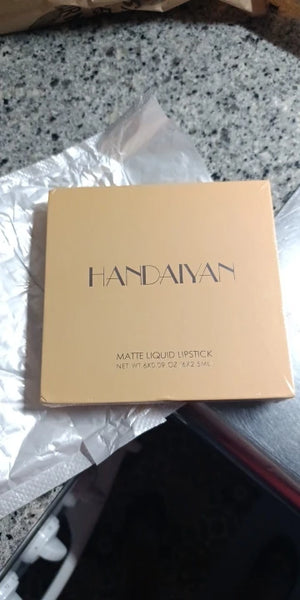 HANDAIYAN
MATTE LIQUID LIPSTICK
NET WT.6X0.09 OZ 6X2.5ML